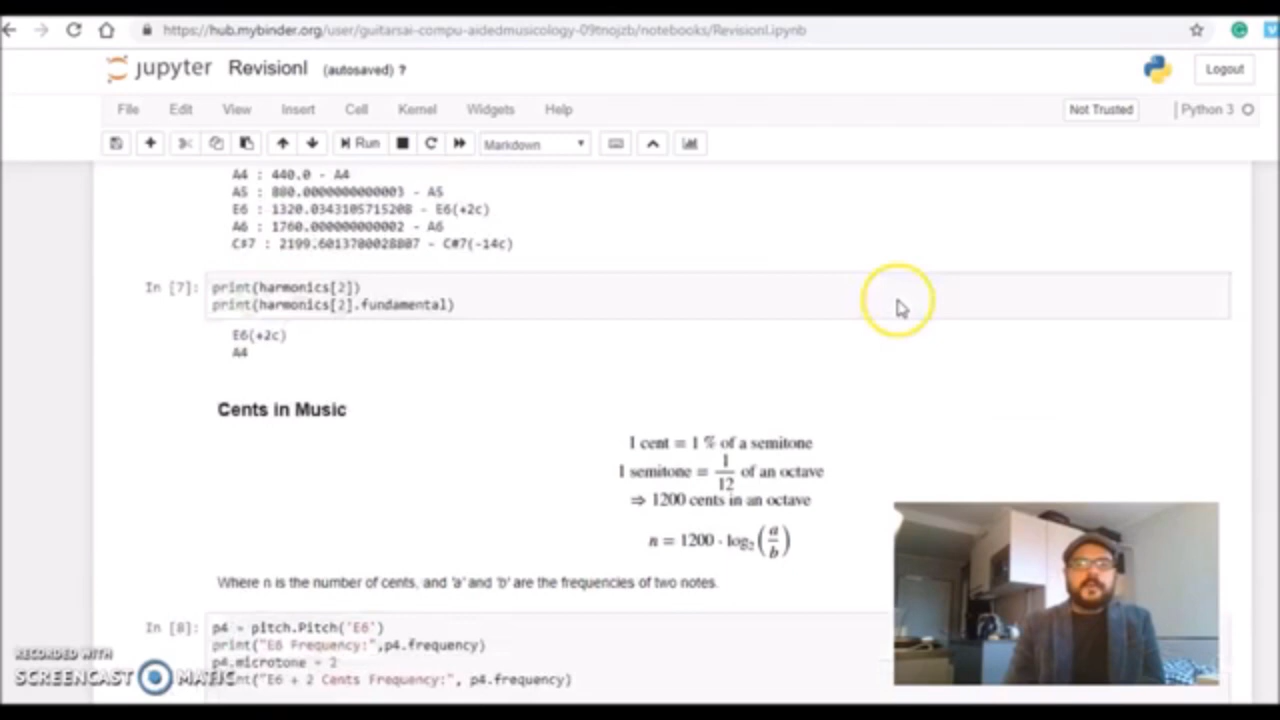 https://hub.mybinder.org/user/guitarsai-compu-aidedmusicology-09tnojzb/notebooks/RevisionI.ipynb
jupyter RevisionI (autosaved) ? Logout
File Edit View Insert Cell Kernel Widgets Help Not Trusted Python 3
Run Markdown
A4 : 440.0 - A4
A5 : 880.0000000000003 - A5
E6 : 1320.0343105715208 - E6(+2c)
A6 : 1760.000000000002 - A6
C#7 : 2199.6013700028807 - C#7(-14c)
In [7]: print(harmonics[2])
print(harmonics[2].fundamental)
E6(+2c)
A4
Cents in Music
1 cent = 1 % of a semitone
1 semitone = 1/12 of an octave
⇒ 1200 cents in an octave
n = 1200 · log₂(a/b)
Where n is the number of cents, and 'a' and 'b' are the frequencies of two notes.
In [8]: p4 = pitch.Pitch('E6')
print("E6 Frequency:",p4.frequency)
p4.microtone = 2
nt("E6 + 2 Cents Frequency:", p4.frequency)
RECORDED WITH
SCREENCAST MATIC